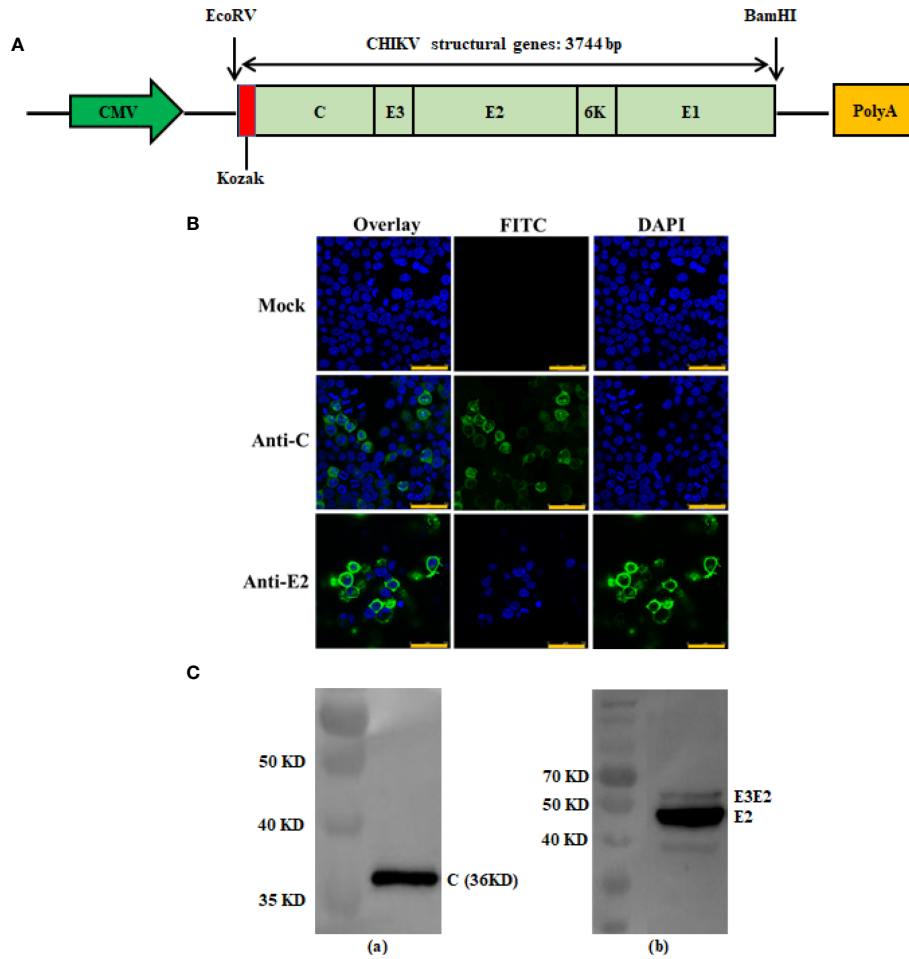 A
EcoRV
BamHI
CHIKV structural genes: 3744 bp
CMV
C
E3
E2
6K
E1
PolyA
Kozak
B
Overlay
FITC
DAPI
Mock
Anti-C
Anti-E2
C
50 KD
40 KD
35 KD
C (36KD)
(a)
70 KD
50 KD
40 KD
E3E2
E2
(b)